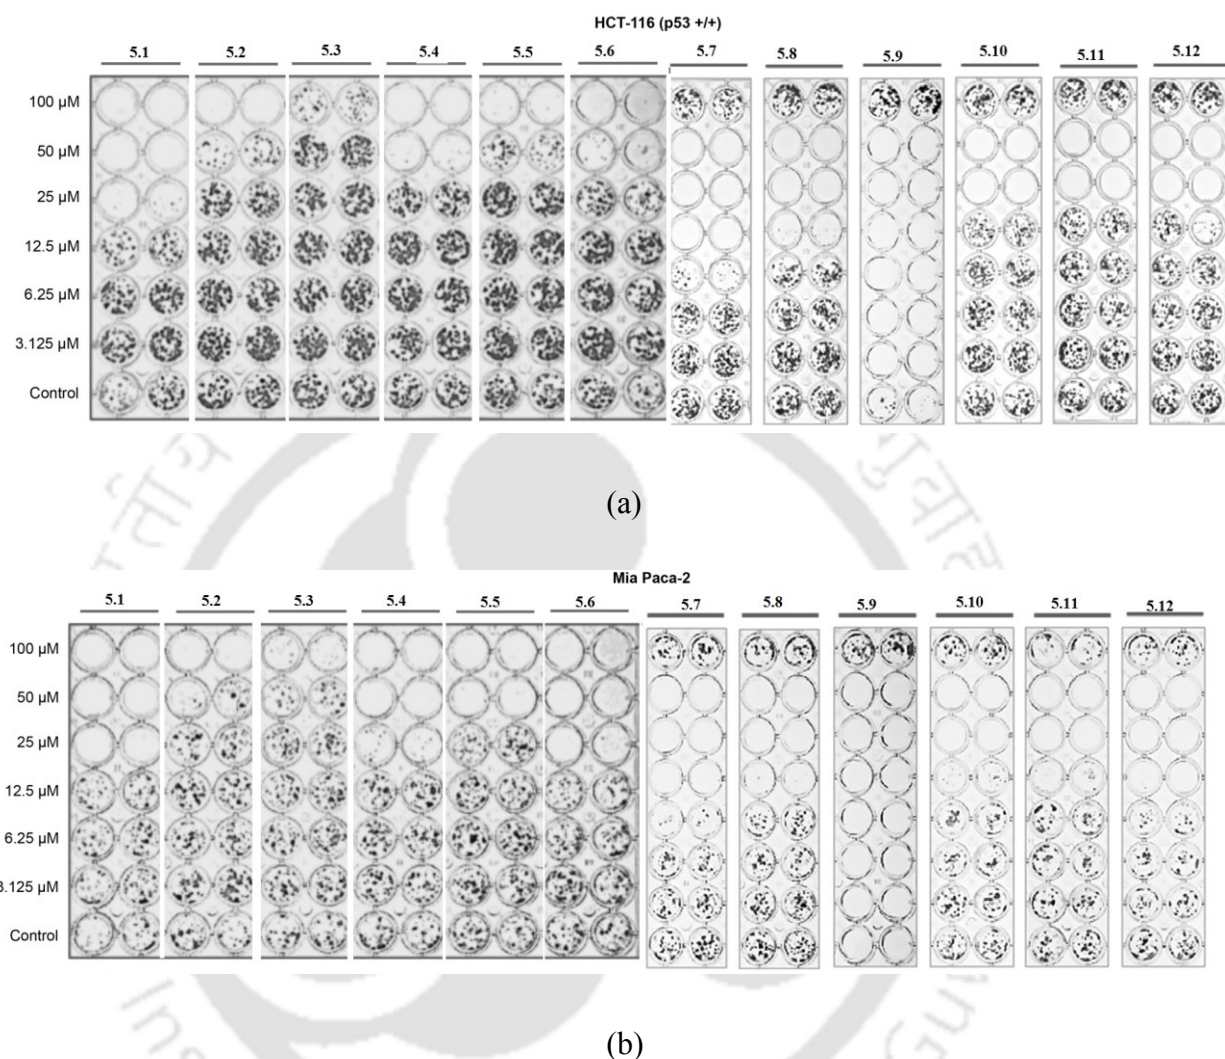 HCT-116 (p53 +/+)
5.1 5.2 5.3 5.4 5.5 5.6 5.7 5.8 5.9 5.10 5.11 5.12
100 µM
50 µM
25 µM
12.5 µM
6.25 µM
3.125 µM
Control
(a)
Mia Paca-2
5.1 5.2 5.3 5.4 5.5 5.6 5.7 5.8 5.9 5.10 5.11 5.12
100 µM
50 µM
25 µM
12.5 µM
6.25 µM
3.125 µM
Control
(b)